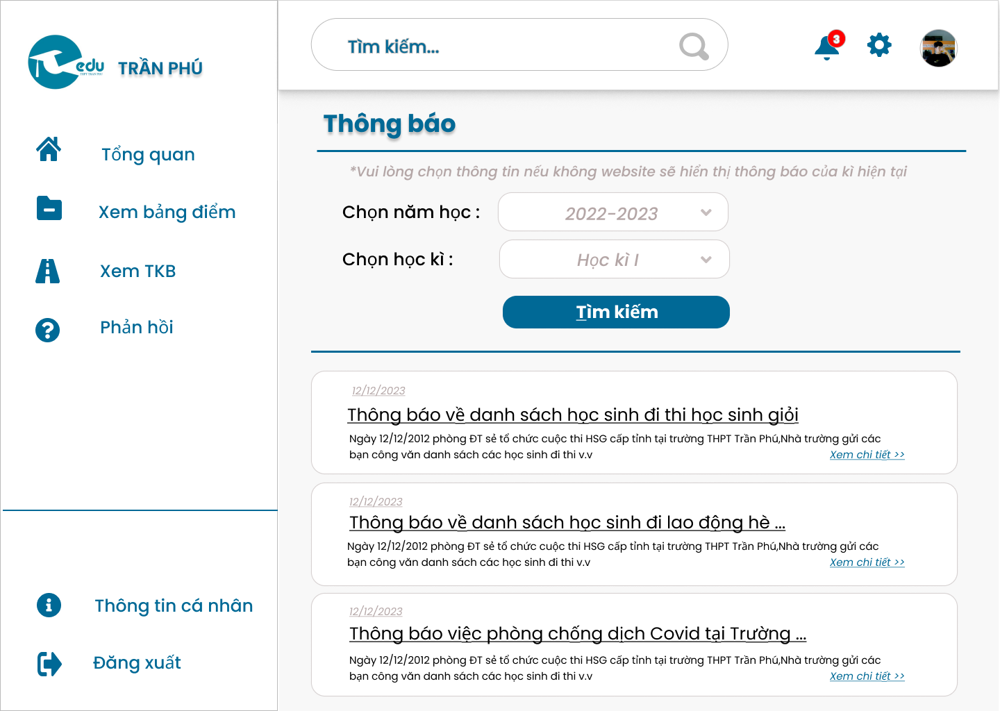 edu
THPT TRẦN PHÚ
TRẦN PHÚ
Tổng quan
Xem bảng điểm
Xem TKB
Phản hồi
Thông tin cá nhân
Đăng xuất
Tìm kiếm...
3
Thông báo
*Vui lòng chọn thông tin nếu không website sẽ hiển thị thông báo của kì hiện tại
Chọn năm học : 2022-2023
Chọn học kì : Học kì I
Tìm kiếm
12/12/2023
Thông báo về danh sách học sinh đi thi học sinh giỏi
Ngày 12/12/2012 phòng ĐT sẻ tổ chức cuộc thi HSG cấp tỉnh tại trường THPT Trần Phú,Nhà trường gửi các
bạn công văn danh sách các học sinh đi thi v.v
Xem chi tiết >>
12/12/2023
Thông báo về danh sách học sinh đi lao động hè ...
Ngày 12/12/2012 phòng ĐT sẻ tổ chức cuộc thi HSG cấp tỉnh tại trường THPT Trần Phú,Nhà trường gửi các
bạn công văn danh sách các học sinh đi thi v.v
Xem chi tiết >>
12/12/2023
Thông báo việc phòng chống dịch Covid tại Trường ...
Ngày 12/12/2012 phòng ĐT sẻ tổ chức cuộc thi HSG cấp tỉnh tại trường THPT Trần Phú,Nhà trường gửi các
bạn công văn danh sách các học sinh đi thi v.v
Xem chi tiết >>